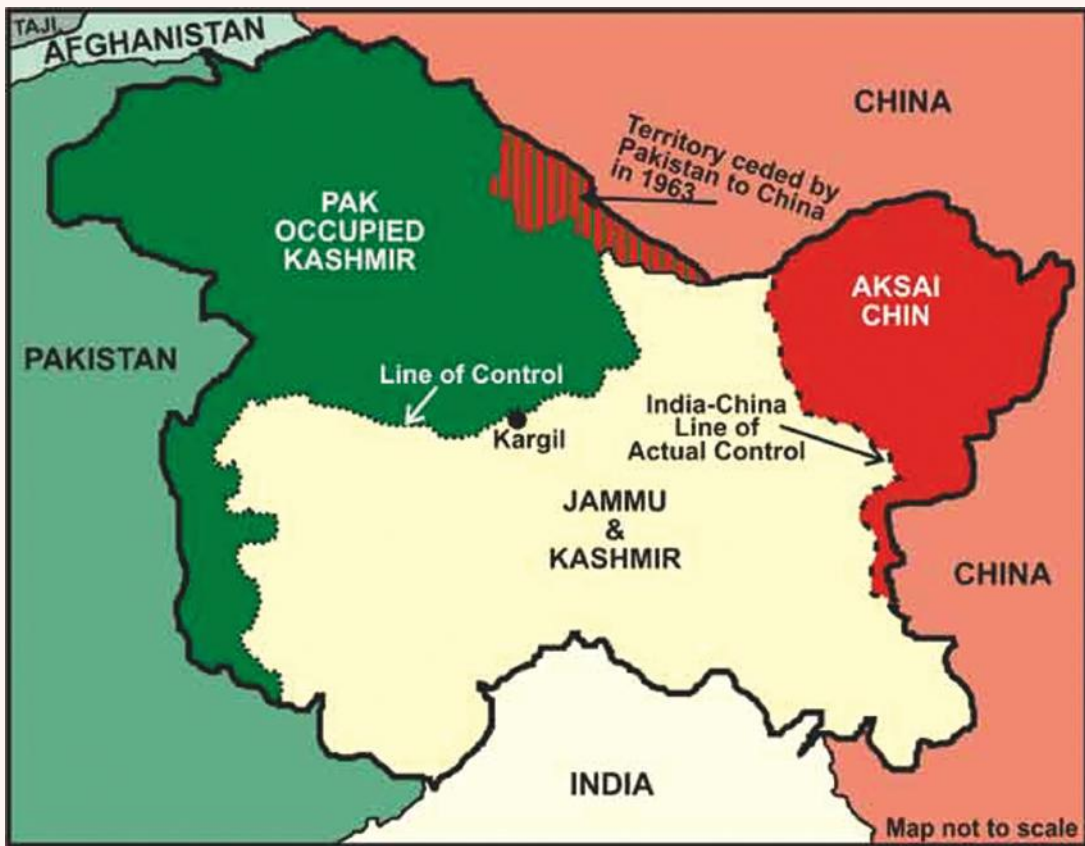 TAJI.
AFGHANISTAN
CHINA
Territory ceded by
Pakistan to China
in 1963
PAK
OCCUPIED
KASHMIR
AKSAI
CHIN
PAKISTAN
Line of Control
India-China
Line of
Actual Control
Kargil
JAMMU
&
KASHMIR
CHINA
INDIA
Map not to scale